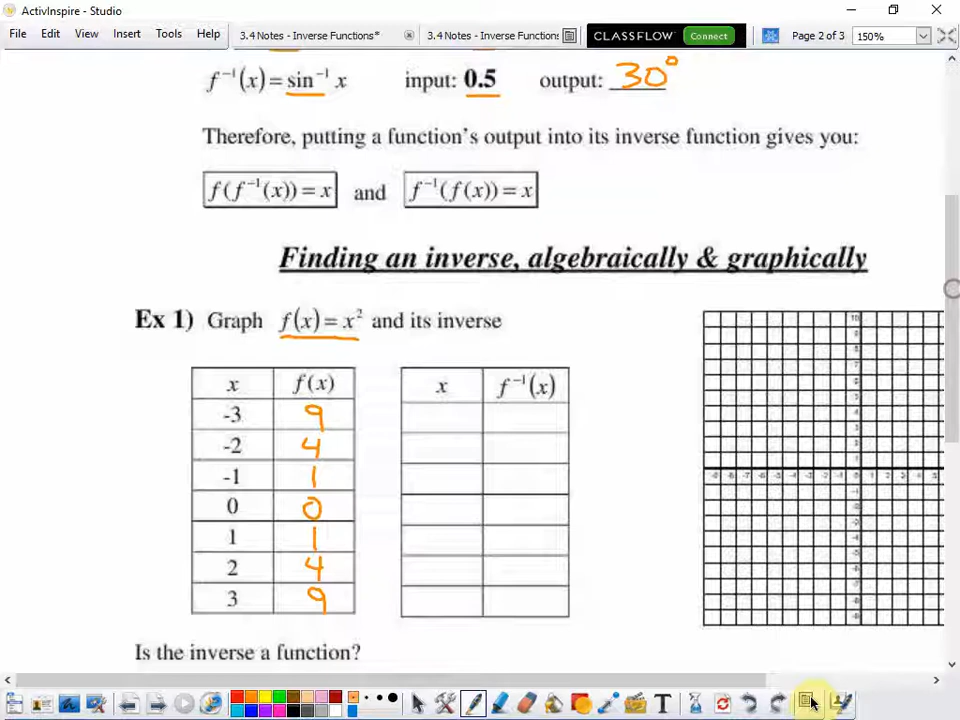 ActivInspire - Studio
File Edit View Insert Tools Help
3.4 Notes - Inverse Functions* 3.4 Notes - Inverse Functions CLASSFLOW Connect Page 2 of 3 150%
f⁻¹(x) = sin⁻¹ x input: 0.5 output: 30°
Therefore, putting a function's output into its inverse function gives you:
f(f⁻¹(x)) = x and f⁻¹(f(x)) = x
Finding an inverse, algebraically & graphically
Ex 1) Graph f(x) = x² and its inverse
x f(x) x f⁻¹(x)
-3 9
-2 4
-1 1
0 0
1 1
2 4
3 9
Is the inverse a function?